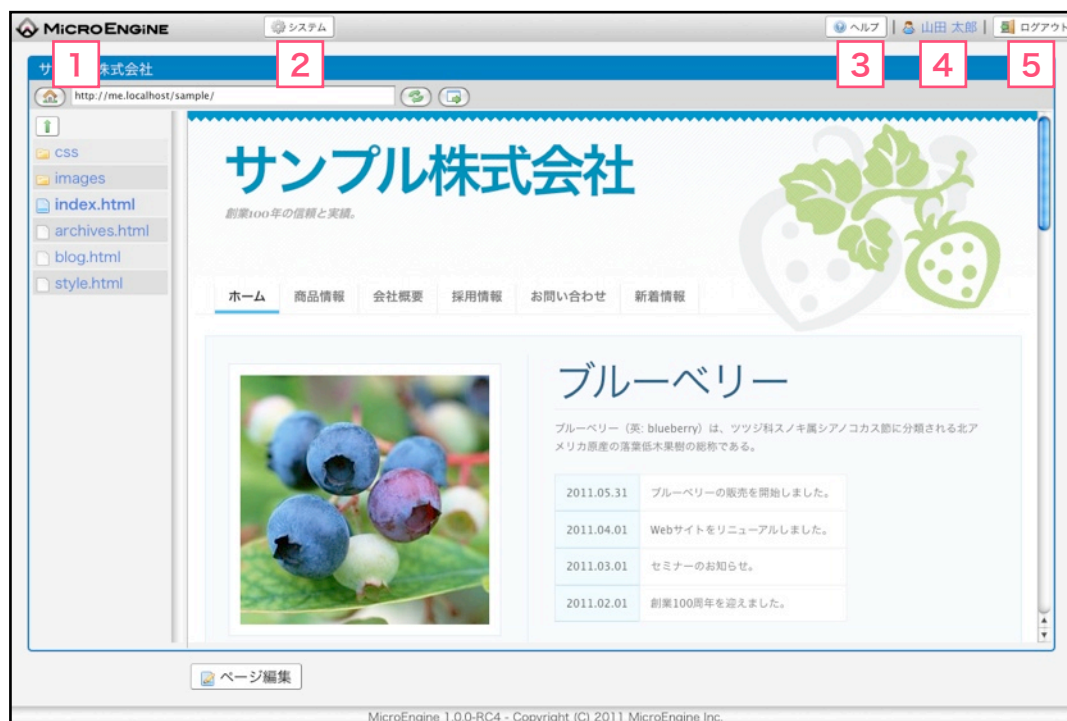 MICROENGINE システム ヘルプ | 山田 太郎 | ログアウト
1 2 3 4 5
サ 株式会社
http://me.localhost/sample/
css
images
index.html
archives.html
blog.html
style.html
サンプル株式会社
創業100年の信頼と実績。
ホーム 商品情報 会社概要 採用情報 お問い合わせ 新着情報
ブルーベリー
ブルーベリー（英: blueberry）は、ツツジ科スノキ属シアノコカス節に分類される北ア
メリカ原産の落葉低木果樹の総称である。
2011.05.31 ブルーベリーの販売を開始しました。
2011.04.01 Webサイトをリニューアルしました。
2011.03.01 セミナーのお知らせ。
2011.02.01 創業100周年を迎えました。
ページ編集
MicroEngine 1.0.0-RC4 - Copyright (C) 2011 MicroEngine Inc.